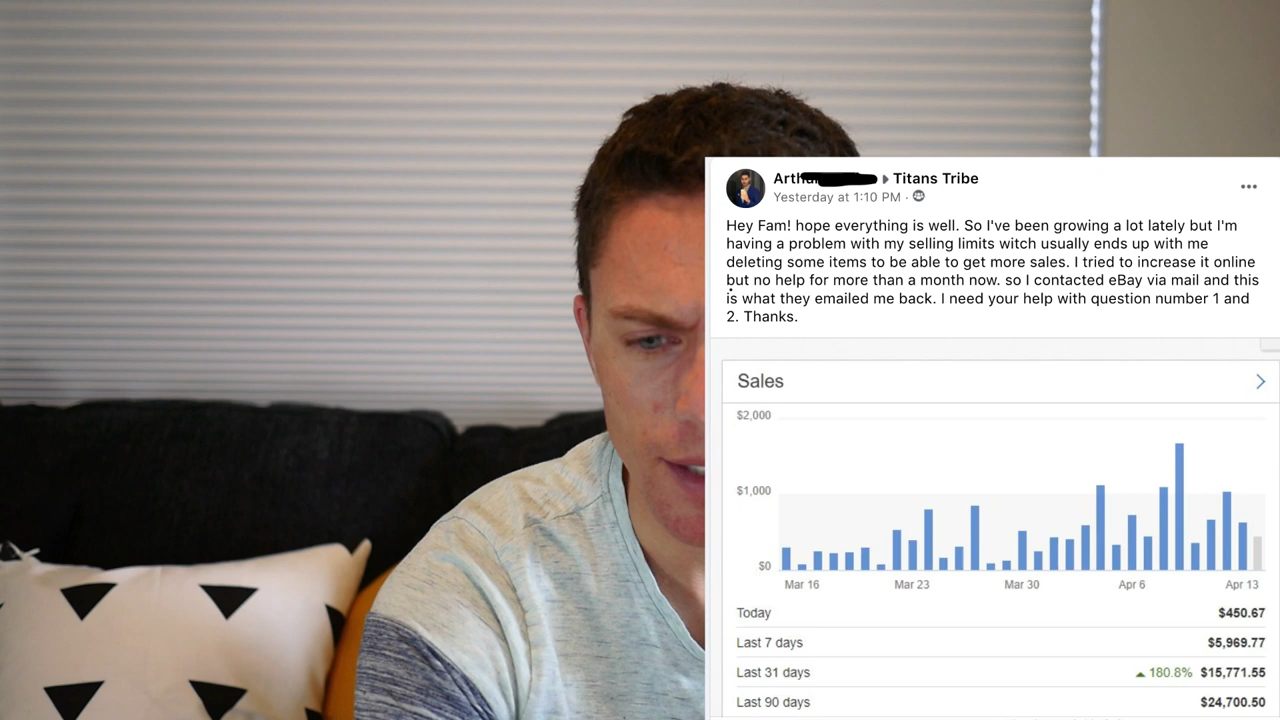 Titans Tribe
Yesterday at 1:10 PM ·
Hey Fam! hope everything is well. So I've been growing a lot lately but I'm
having a problem with my selling limits witch usually ends up with me
deleting some items to be able to get more sales. I tried to increase it online
but no help for more than a month now. so I contacted eBay via mail and this
is what they emailed me back. I need your help with question number 1 and
2. Thanks.
Sales
$2,000
$1,000
$0
Mar 16 Mar 23 Mar 30 Apr 6 Apr 13
Today $450.67
Last 7 days $5,969.77
Last 31 days 180.8% $15,771.55
Last 90 days $24,700.50